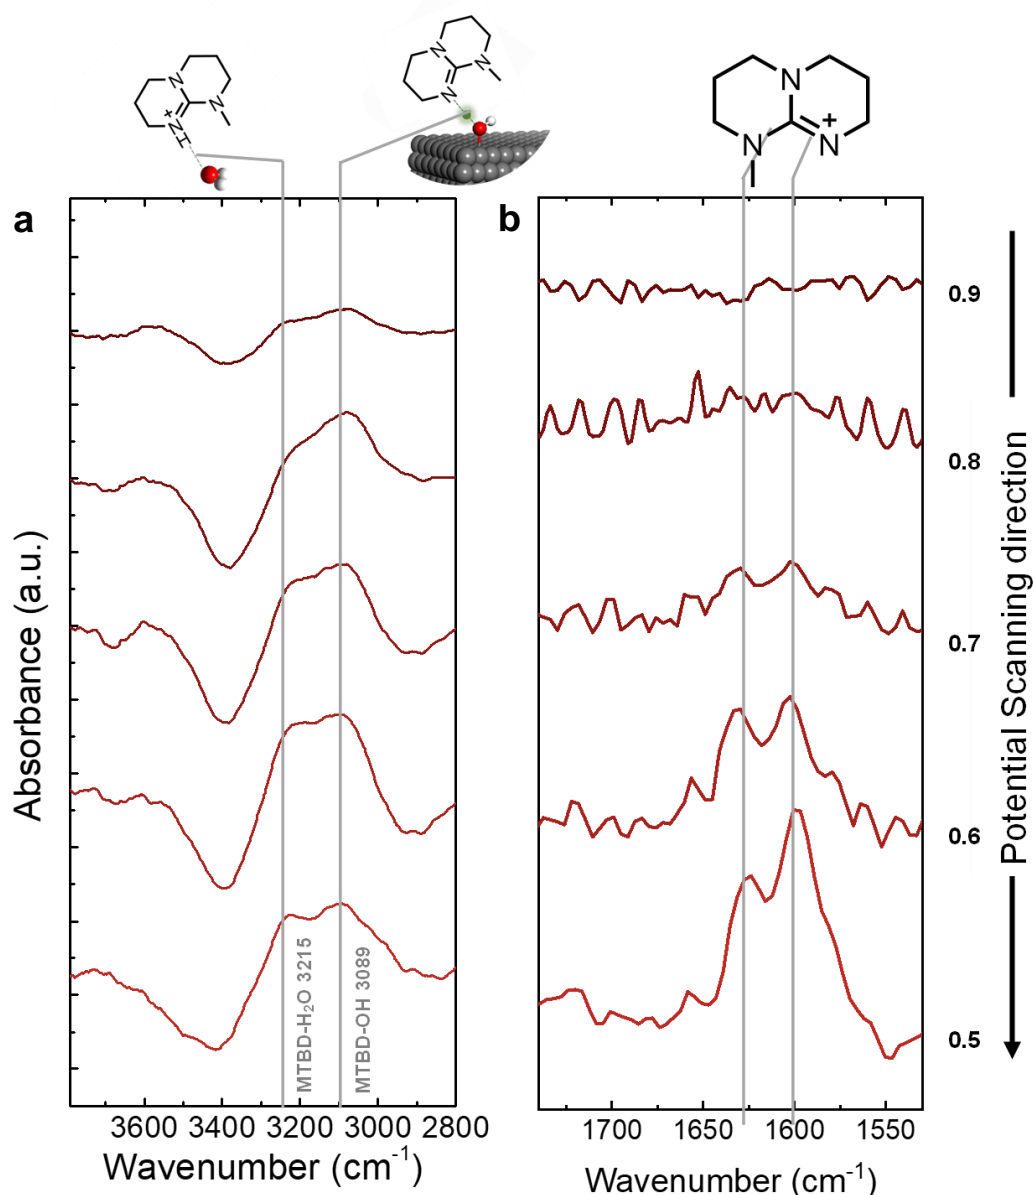 N
N
N
+
N
H
N
N
N
N
N
+
N
a
b
3600 3400 3200 3000 2800
1700 1650 1600 1550
Wavenumber (cm-1)
Wavenumber (cm-1)
Absorbance (a.u.)
MTBD-H2O 3215
MTBD-OH 3089
0.9
0.8
0.7
0.6
0.5
Potential Scanning direction